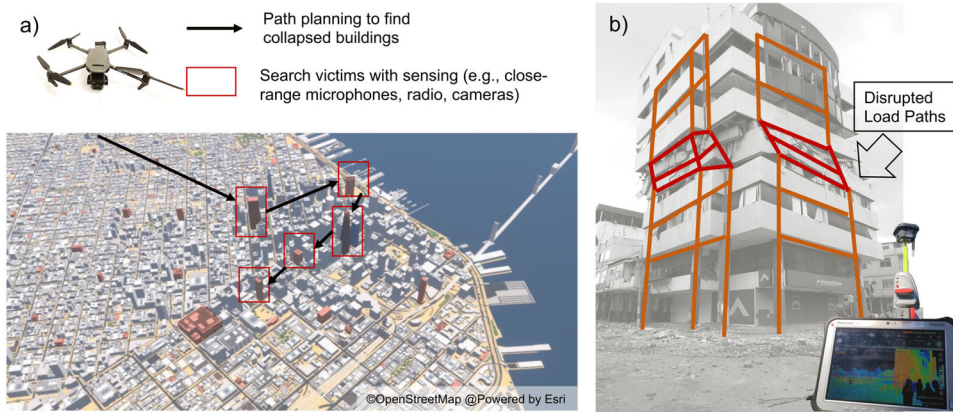 a)
Path planning to find
collapsed buildings
Search victims with sensing (e.g., close-
range microphones, radio, cameras)
©OpenStreetMap @Powered by Esri
b)
Disrupted
Load Paths